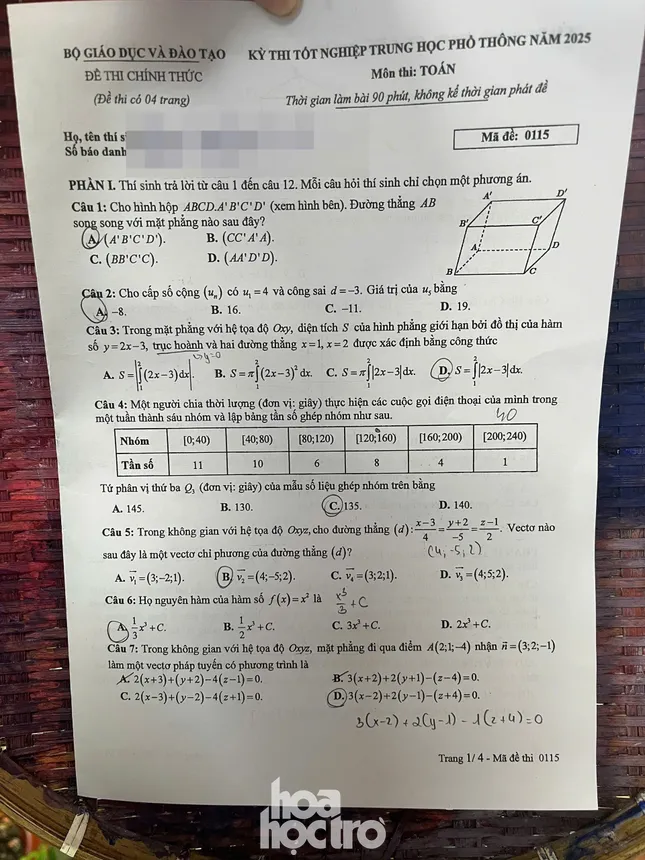 BỘ GIÁO DỤC VÀ ĐÀO TẠO
ĐỀ THI CHÍNH THỨC
(Đề thi có 04 trang)
KỲ THI TỐT NGHIỆP TRUNG HỌC PHỔ THÔNG NĂM 2025
Môn thi: TOÁN
Thời gian làm bài 90 phút, không kể thời gian phát đề
Họ, tên thí s
Số báo danh
Mã đề: 0115
PHẦN I. Thí sinh trả lời từ câu 1 đến câu 12. Mỗi câu hỏi thí sinh chỉ chọn một phương án.
Câu 1: Cho hình hộp ABCD.A'B'C'D' (xem hình bên). Đường thẳng AB
song song với mặt phẳng nào sau đây?
A. (A'B'C'D'). B. (CC'A'A).
C. (BB'C'C). D. (AA'D'D).
A' D'
B' C'
A D
B C
Câu 2: Cho cấp số cộng (uₙ) có u₁ = 4 và công sai d = −3. Giá trị của u₅ bằng
A. −8. B. 16. C. −11. D. 19.
Câu 3: Trong mặt phẳng với hệ tọa độ Oxy, diện tích S của hình phẳng giới hạn bởi đồ thị của hàm
số y = 2x−3, trục hoành và hai đường thẳng x = 1, x = 2 được xác định bằng công thức
y=0
A. S = |∫₁²(2x−3)dx|. B. S = π∫₁²(2x−3)² dx. C. S = π∫₁²|2x−3|dx. D. S = ∫₁²|2x−3|dx.
Câu 4: Một người chia thời lượng (đơn vị: giây) thực hiện các cuộc gọi điện thoại của mình trong
một tuần thành sáu nhóm và lập bảng tần số ghép nhóm như sau.
40
Nhóm [0;40) [40;80) [80;120) [120;160) [160;200) [200;240)
Tần số 11 10 6 8 4 1
Tứ phân vị thứ ba Q₃ (đơn vị: giây) của mẫu số liệu ghép nhóm trên bằng
A. 145. B. 130. C. 135. D. 140.
Câu 5: Trong không gian với hệ tọa độ Oxyz, cho đường thẳng (d): (x−3)/4 = (y+2)/−5 = (z−1)/2. Vectơ nào
sau đây là một vectơ chỉ phương của đường thẳng (d)?
(4,-5,2)
A. v₁ = (3;−2;1). B. v₂ = (4;−5;2). C. v₄ = (3;2;1). D. v₃ = (4;5;2).
Câu 6: Họ nguyên hàm của hàm số f(x) = x² là
x³/3 + C
A. 1/3 x³ + C. B. 1/2 x³ + C. C. 3x³ + C. D. 2x³ + C.
Câu 7: Trong không gian với hệ tọa độ Oxyz, mặt phẳng đi qua điểm A(2;1;−4) nhận n = (3;2;−1)
làm một vectơ pháp tuyến có phương trình là
A. 2(x+3)+(y+2)−4(z−1) = 0. B. 3(x+2)+2(y+1)−(z−4) = 0.
C. 2(x−3)+(y−2)−4(z+1) = 0. D. 3(x−2)+2(y−1)−(z+4) = 0.
3(x-2)+2(y-1)-1(z+4)=0
Trang 1/ 4 - Mã đề thi 0115
hoa
học trò